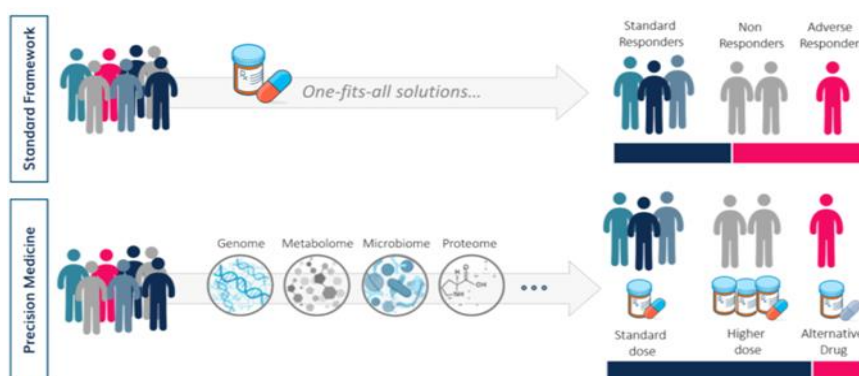 Standard Framework
One-fits-all solutions...
Standard
Responders
Non
Responders
Adverse
Responder
Precision Medicine
Genome
Metabolome
Microbiome
Proteome
Standard
dose
Higher
dose
Alternative
Drug